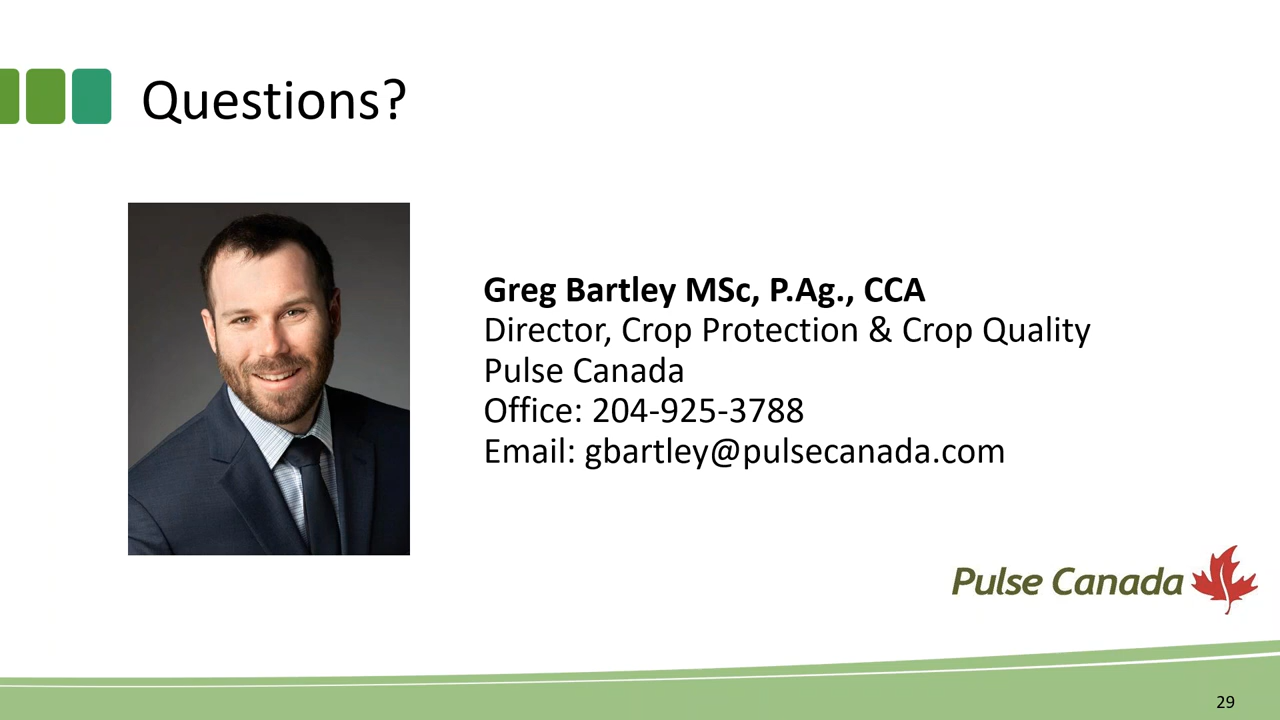 Questions?
Greg Bartley MSc, P.Ag., CCA
Director, Crop Protection & Crop Quality
Pulse Canada
Office: 204-925-3788
Email: gbartley@pulsecanada.com
Pulse Canada
29